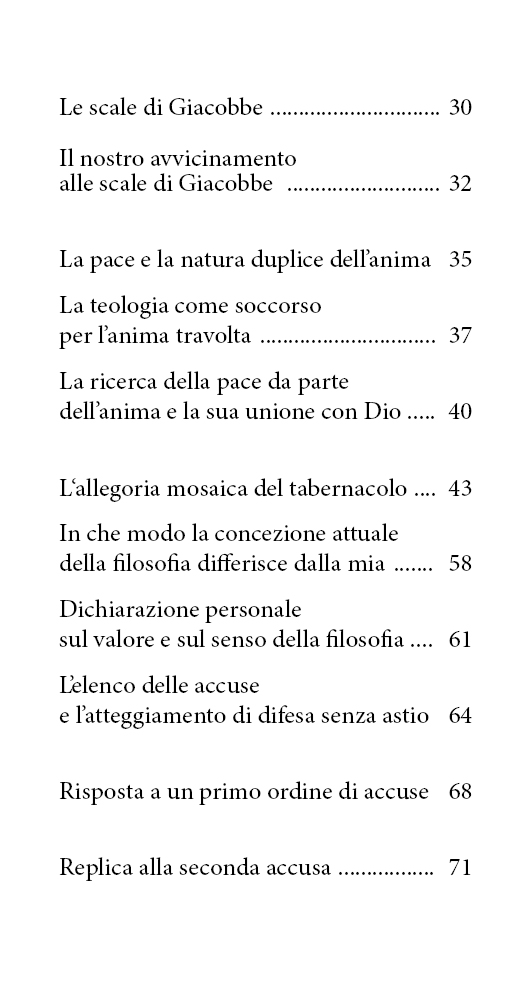 Le scale di Giacobbe .............................. 30
Il nostro avvicinamento
alle scale di Giacobbe ........................... 32
La pace e la natura duplice dell’anima 35
La teologia come soccorso
per l’anima travolta ............................... 37
La ricerca della pace da parte
dell’anima e la sua unione con Dio ..... 40
L‘allegoria mosaica del tabernacolo .... 43
In che modo la concezione attuale
della filosofia differisce dalla mia ....... 58
Dichiarazione personale
sul valore e sul senso della filosofia .... 61
L’elenco delle accuse
e l’atteggiamento di difesa senza astio 64
Risposta a un primo ordine di accuse 68
Replica alla seconda accusa ................. 71